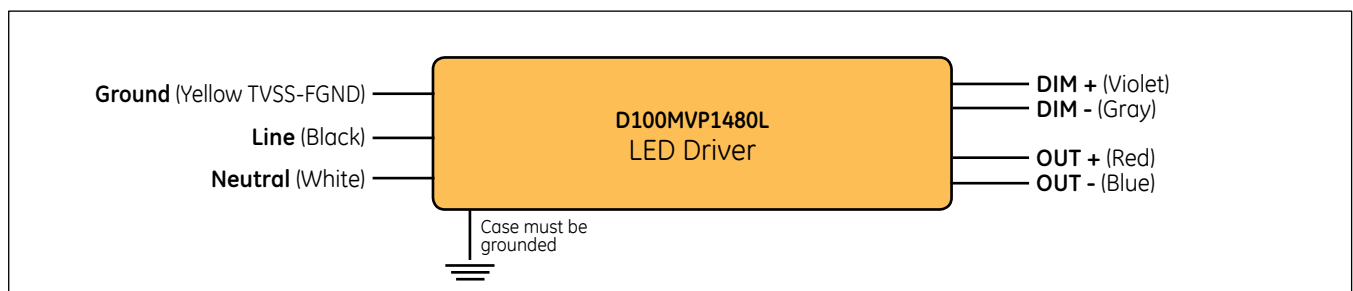 Ground (Yellow TVSS-FGND)
Line (Black)
Neutral (White)
D100MVP1480L
LED Driver
DIM + (Violet)
DIM - (Gray)
OUT + (Red)
OUT - (Blue)
Case must be
grounded